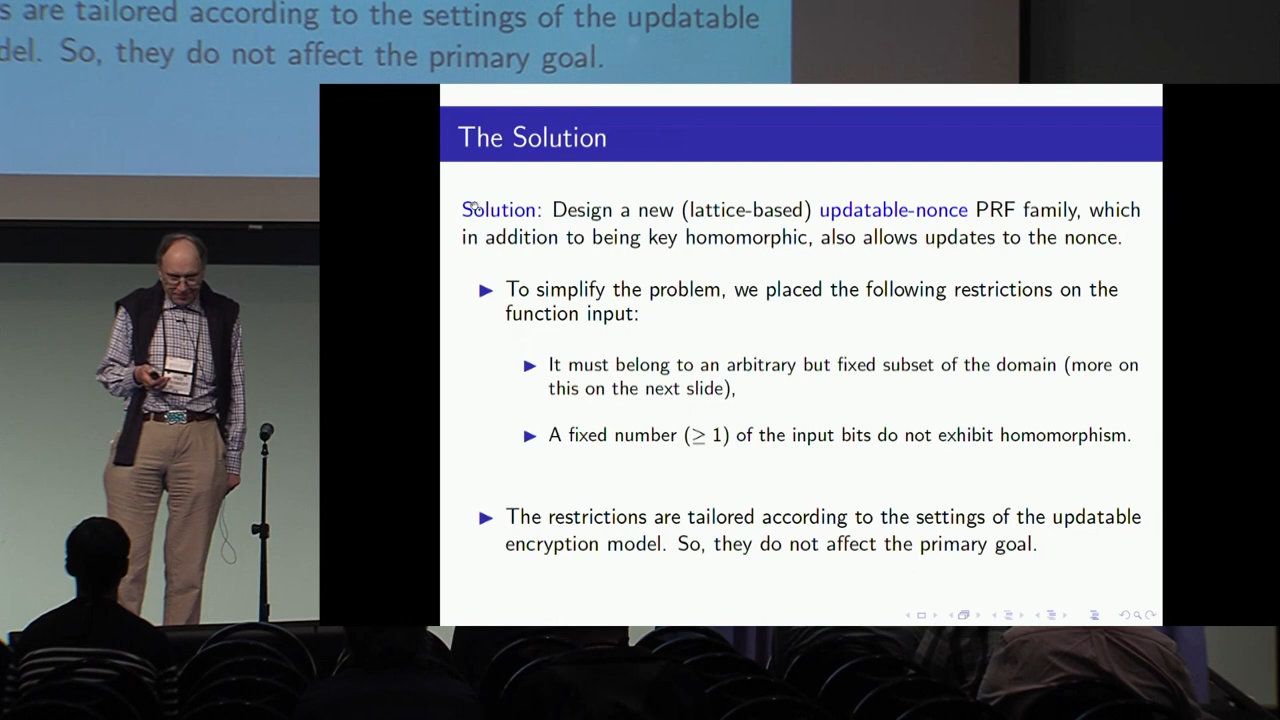 s are tailored according to the settings of the updatable
del. So, they do not affect the primary goal.
The Solution
Solution: Design a new (lattice-based) updatable-nonce PRF family, which
in addition to being key homomorphic, also allows updates to the nonce.
▶ To simplify the problem, we placed the following restrictions on the
function input:
▶ It must belong to an arbitrary but fixed subset of the domain (more on
this on the next slide),
▶ A fixed number (≥ 1) of the input bits do not exhibit homomorphism.
▶ The restrictions are tailored according to the settings of the updatable
encryption model. So, they do not affect the primary goal.